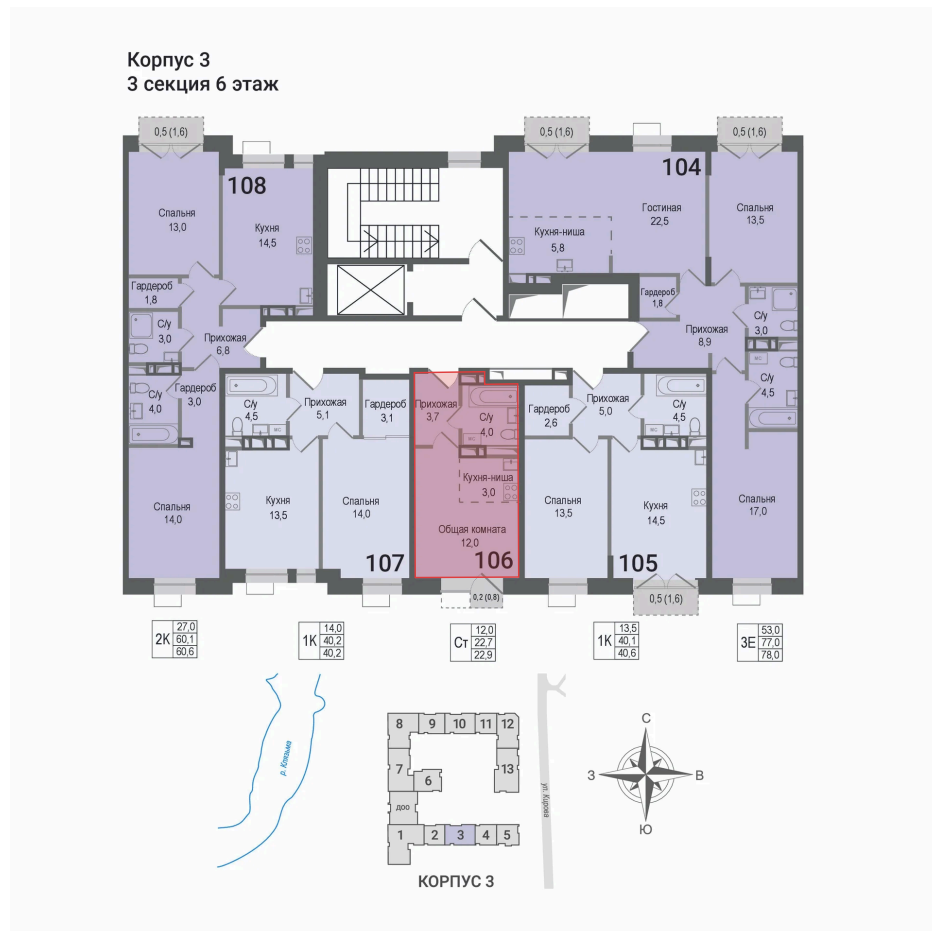 Корпус 3
3 секция 6 этаж
0,5 (1,6)
0,5 (1,6)
0,5 (1,6)
108
104
Спальня
13,0
Кухня
14,5
Гостиная
22,5
Кухня-ниша
5,8
Спальня
13,5
Гардероб
1,8
Гардероб
1,8
С/у
3,0
Прихожая
6,8
Прихожая
8,9
С/у
3,0
С/у
4,0
Гардероб
3,0
С/у
4,5
Прихожая
5,1
Гардероб
3,1
Прихожая
3,7
С/у
4,0
Гардероб
2,6
Прихожая
5,0
С/у
4,5
С/у
4,5
Спальня
14,0
Кухня
13,5
Спальня
14,0
Кухня-ниша
3,0
Общая комната
12,0
Спальня
13,5
Кухня
14,5
Спальня
17,0
107
106
105
0,2 (0,8)
0,5 (1,6)
2К
27,0
60,1
60,6
1К
14,0
40,2
40,2
Ст
12,0
22,7
22,9
1К
13,5
40,1
40,6
3Е
53,0
77,0
78,0
р. Клязьма
8 9 10 11 12
7 6 13
ДОО
1 2 3 4 5
ул. Кирова
КОРПУС 3
С
З В
Ю